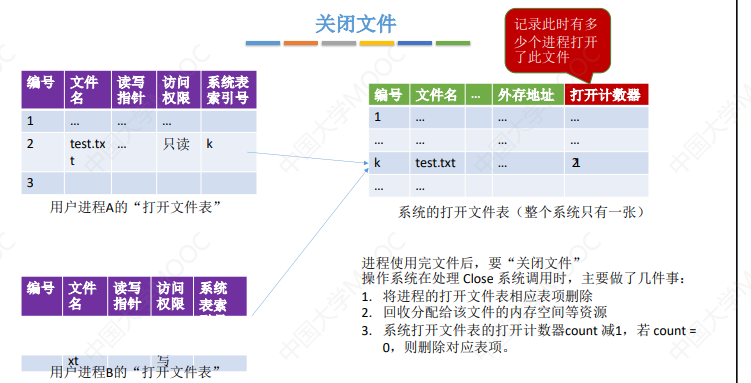 关闭文件
记录此时有多
少个进程打开
了此文件
编号 文件名 读写指针 访问权限 系统表索引号
1 … … …
2 test.txt … 只读 k
3
用户进程A的“打开文件表”
编号 文件名 … 外存地址 打开计数器
1 … … …
… … … …
k test.txt …
… …
系统的打开文件表（整个系统只有一张）
编号 文件名 读写指针 访问权限 系统表索
xt 写
用户进程B的“打开文件表”
进程使用完文件后，要“关闭文件”
操作系统在处理 Close 系统调用时，主要做了几件事：
1. 将进程的打开文件表相应表项删除
2. 回收分配给该文件的内存空间等资源
3. 系统打开文件表的打开计数器count 减1，若 count =
0，则删除对应表项。
中国大学MOOC